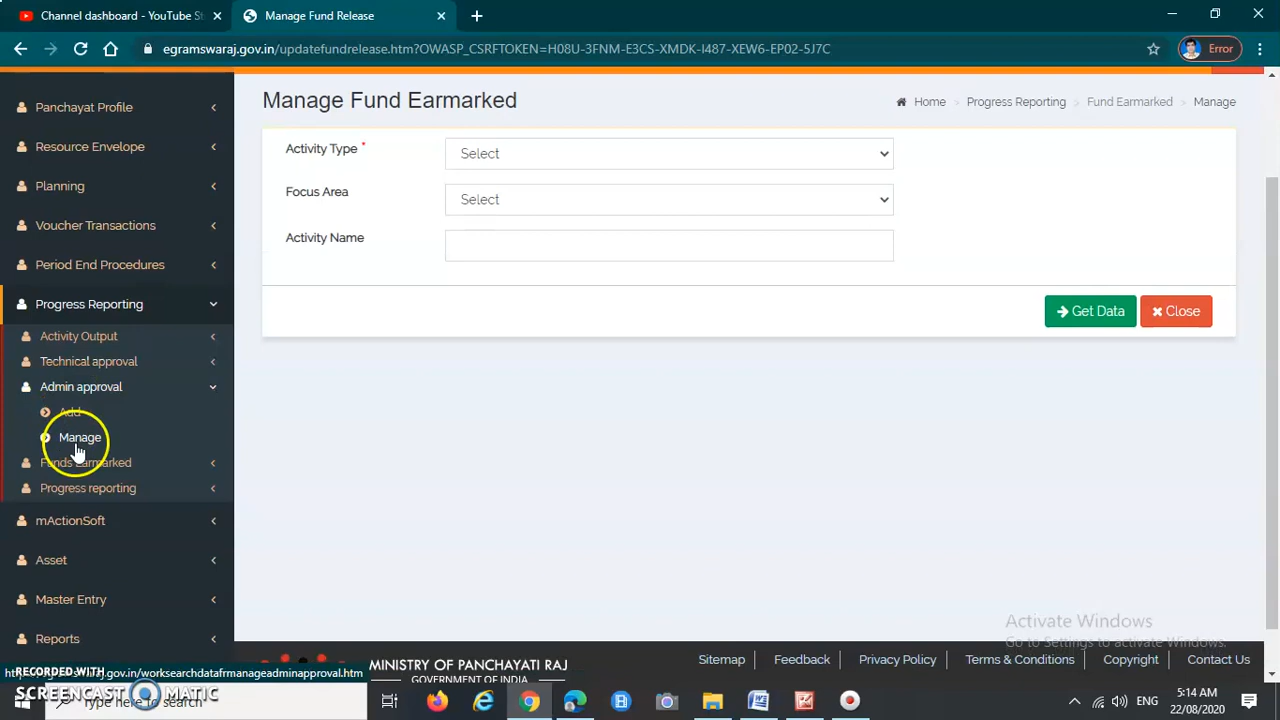 Channel dashboard - YouTube St
Manage Fund Release
egramswaraj.gov.in/updatefundrelease.htm?OWASP_CSRFTOKEN=H08U-3FNM-E3CS-XMDK-I487-XEW6-EP02-5J7C
Error
Panchayat Profile
Resource Envelope
Planning
Voucher Transactions
Period End Procedures
Progress Reporting
Activity Output
Technical approval
Admin approval
Add
Manage
Funds Earmarked
Progress reporting
mActionSoft
Asset
Master Entry
Reports
Manage Fund Earmarked
Home > Progress Reporting > Fund Earmarked > Manage
Activity Type *
Select
Focus Area
Select
Activity Name
Get Data
Close
Activate Windows
Go to Settings to activate Windows.
MINISTRY OF PANCHAYATI RAJ
GOVERNMENT OF INDIA
Sitemap
Feedback
Privacy Policy
Terms & Conditions
Copyright
Contact Us
RECORDED WITH
SCREENCAST MATIC
Type here to search
ENG
5:14 AM
22/08/2020